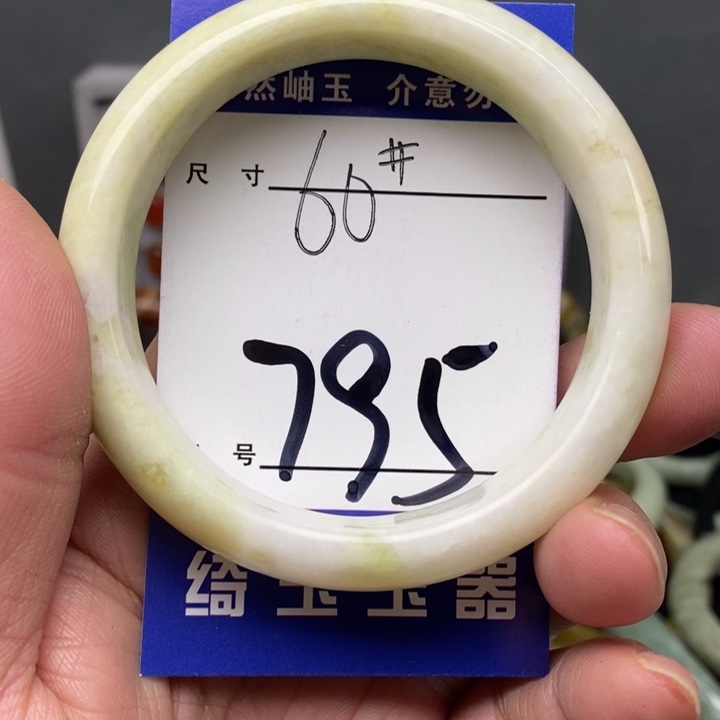 然岫玉 介意勿
尺 寸 60#
号 795
绮玉玉器